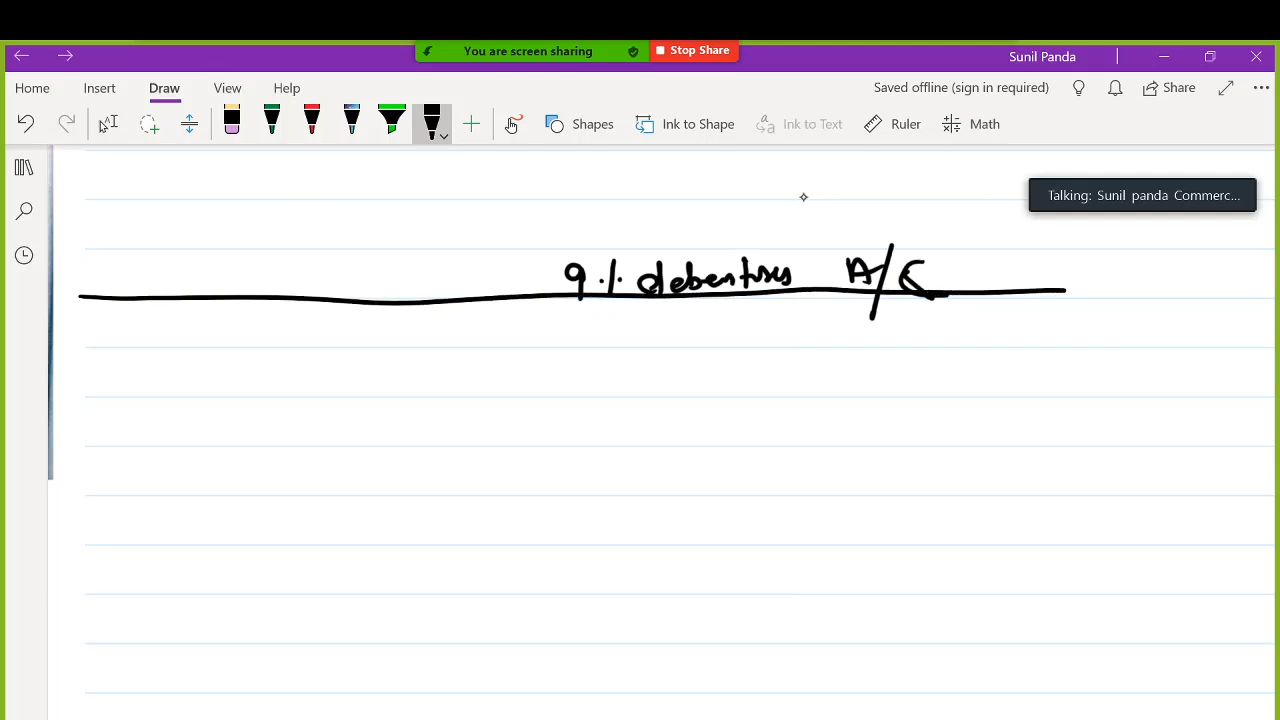 You are screen sharing Stop Share
Sunil Panda
Home Insert Draw View Help Saved offline (sign in required) Share
Shapes Ink to Shape Ink to Text Ruler Math
Talking: Sunil panda Commerc...
9% debentures A/C